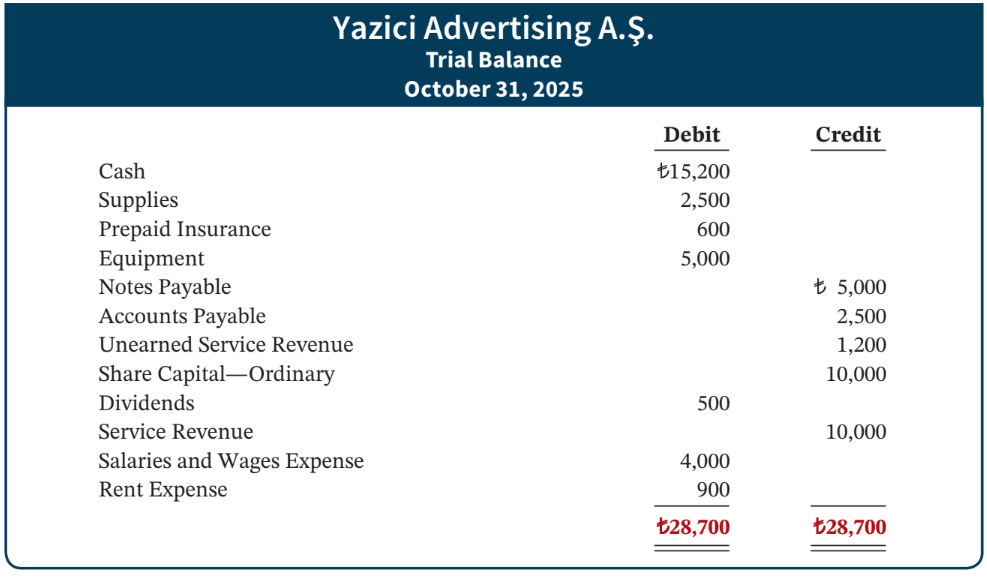 Yazici Advertising A.Ş.
Trial Balance
October 31, 2025
Debit Credit
Cash ₺15,200
Supplies 2,500
Prepaid Insurance 600
Equipment 5,000
Notes Payable ₺ 5,000
Accounts Payable 2,500
Unearned Service Revenue 1,200
Share Capital—Ordinary 10,000
Dividends 500
Service Revenue 10,000
Salaries and Wages Expense 4,000
Rent Expense 900
₺28,700 ₺28,700